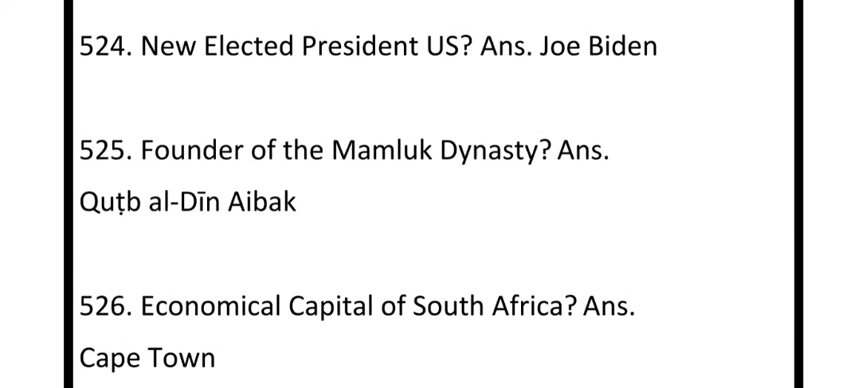 524. New Elected President US? Ans. Joe Biden
525. Founder of the Mamluk Dynasty? Ans.
Quṭb al-Dīn Aibak
526. Economical Capital of South Africa? Ans.
Cape Town